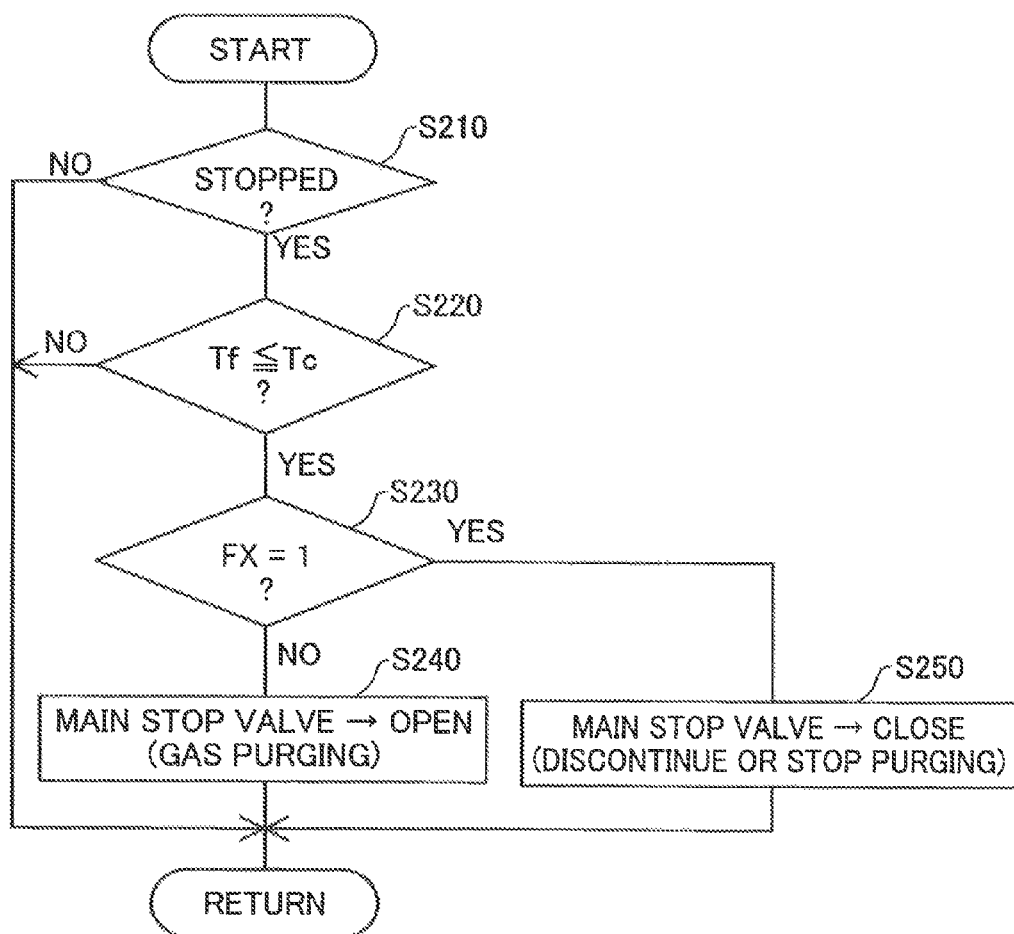 START
S210
NO
STOPPED
?
YES
S220
NO
Tf ≦ Tc
?
YES
S230
YES
FX = 1
?
NO
S240
S250
MAIN STOP VALVE → OPEN
(GAS PURGING)
MAIN STOP VALVE → CLOSE
(DISCONTINUE OR STOP PURGING)
RETURN